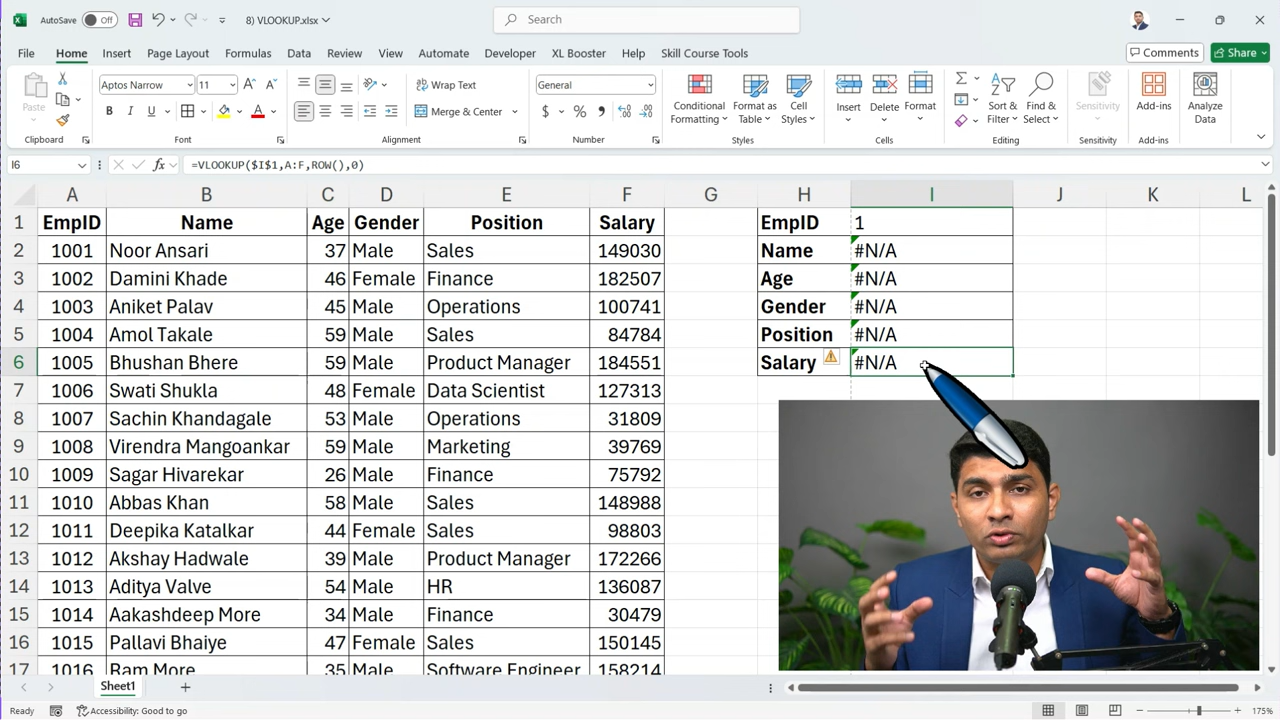 AutoSave Off 8) VLOOKUP.xlsx Search
File Home Insert Page Layout Formulas Data Review View Automate Developer XL Booster Help Skill Course Tools Comments Share
Paste Aptos Narrow 11 Wrap Text General Conditional Formatting Format as Table Cell Styles Insert Delete Format Sort & Filter Find & Select Sensitivity Add-ins Analyze Data
B I U Merge & Center $ % ,
Clipboard Font Alignment Number Styles Cells Editing Sensitivity Add-ins
I6 fx =VLOOKUP($I$1,A:F,ROW(),0)
A B C D E F G H I J K L
1 EmpID Name Age Gender Position Salary EmpID 1
2 1001 Noor Ansari 37 Male Sales 149030 Name #N/A
3 1002 Damini Khade 46 Female Finance 182507 Age #N/A
4 1003 Aniket Palav 45 Male Operations 100741 Gender #N/A
5 1004 Amol Takale 59 Male Sales 84784 Position #N/A
6 1005 Bhushan Bhere 59 Male Product Manager 184551 Salary #N/A
7 1006 Swati Shukla 48 Female Data Scientist 127313
8 1007 Sachin Khandagale 53 Male Operations 31809
9 1008 Virendra Mangoankar 59 Male Marketing 39769
10 1009 Sagar Hivarekar 26 Male Finance 75792
11 1010 Abbas Khan 58 Male Sales 148988
12 1011 Deepika Katalkar 44 Female Sales 98803
13 1012 Akshay Hadwale 39 Male Product Manager 172266
14 1013 Aditya Valve 54 Male HR 136087
15 1014 Aakashdeep More 34 Male Finance 30479
16 1015 Pallavi Bhaiye 47 Female Sales 150145
17 1016 Ram More 35 Male Software Engineer 158214
Sheet1
Ready Accessibility: Good to go 175%